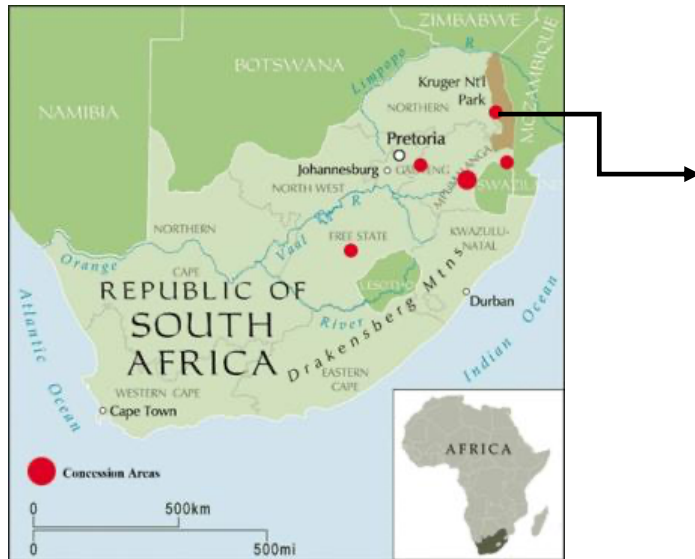 ZIMBABWE
MOZAMBIQUE
BOTSWANA
Limpopo R
Kruger Nt'l
Park
NAMIBIA
NORTHERN
Pretoria
Johannesburg
MPUMALANGA
NORTH WEST
Vaal R
NORTHERN
CAPE
FREE STATE
KWAZULU-
NATAL
Orange
River
LESOTHO
Durban
REPUBLIC OF
SOUTH
AFRICA
Drakensberg Mtns
Atlantic
Ocean
Indian Ocean
WESTERN CAPE
EASTERN
CAPE
Cape Town
AFRICA
Concession Areas
0 500km
0 500mi